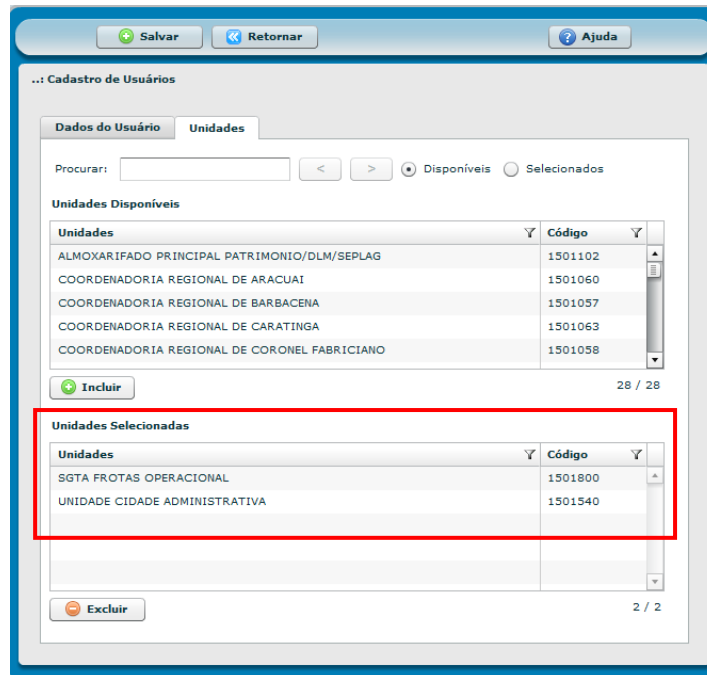 Salvar Retornar Ajuda
..: Cadastro de Usuários
Dados do Usuário Unidades
Procurar: < > Disponíveis Selecionados
Unidades Disponíveis
Unidades Código
ALMOXARIFADO PRINCIPAL PATRIMONIO/DLM/SEPLAG 1501102
COORDENADORIA REGIONAL DE ARACUAI 1501060
COORDENADORIA REGIONAL DE BARBACENA 1501057
COORDENADORIA REGIONAL DE CARATINGA 1501063
COORDENADORIA REGIONAL DE CORONEL FABRICIANO 1501058
Incluir 28 / 28
Unidades Selecionadas
Unidades Código
SGTA FROTAS OPERACIONAL 1501800
UNIDADE CIDADE ADMINISTRATIVA 1501540
Excluir 2 / 2